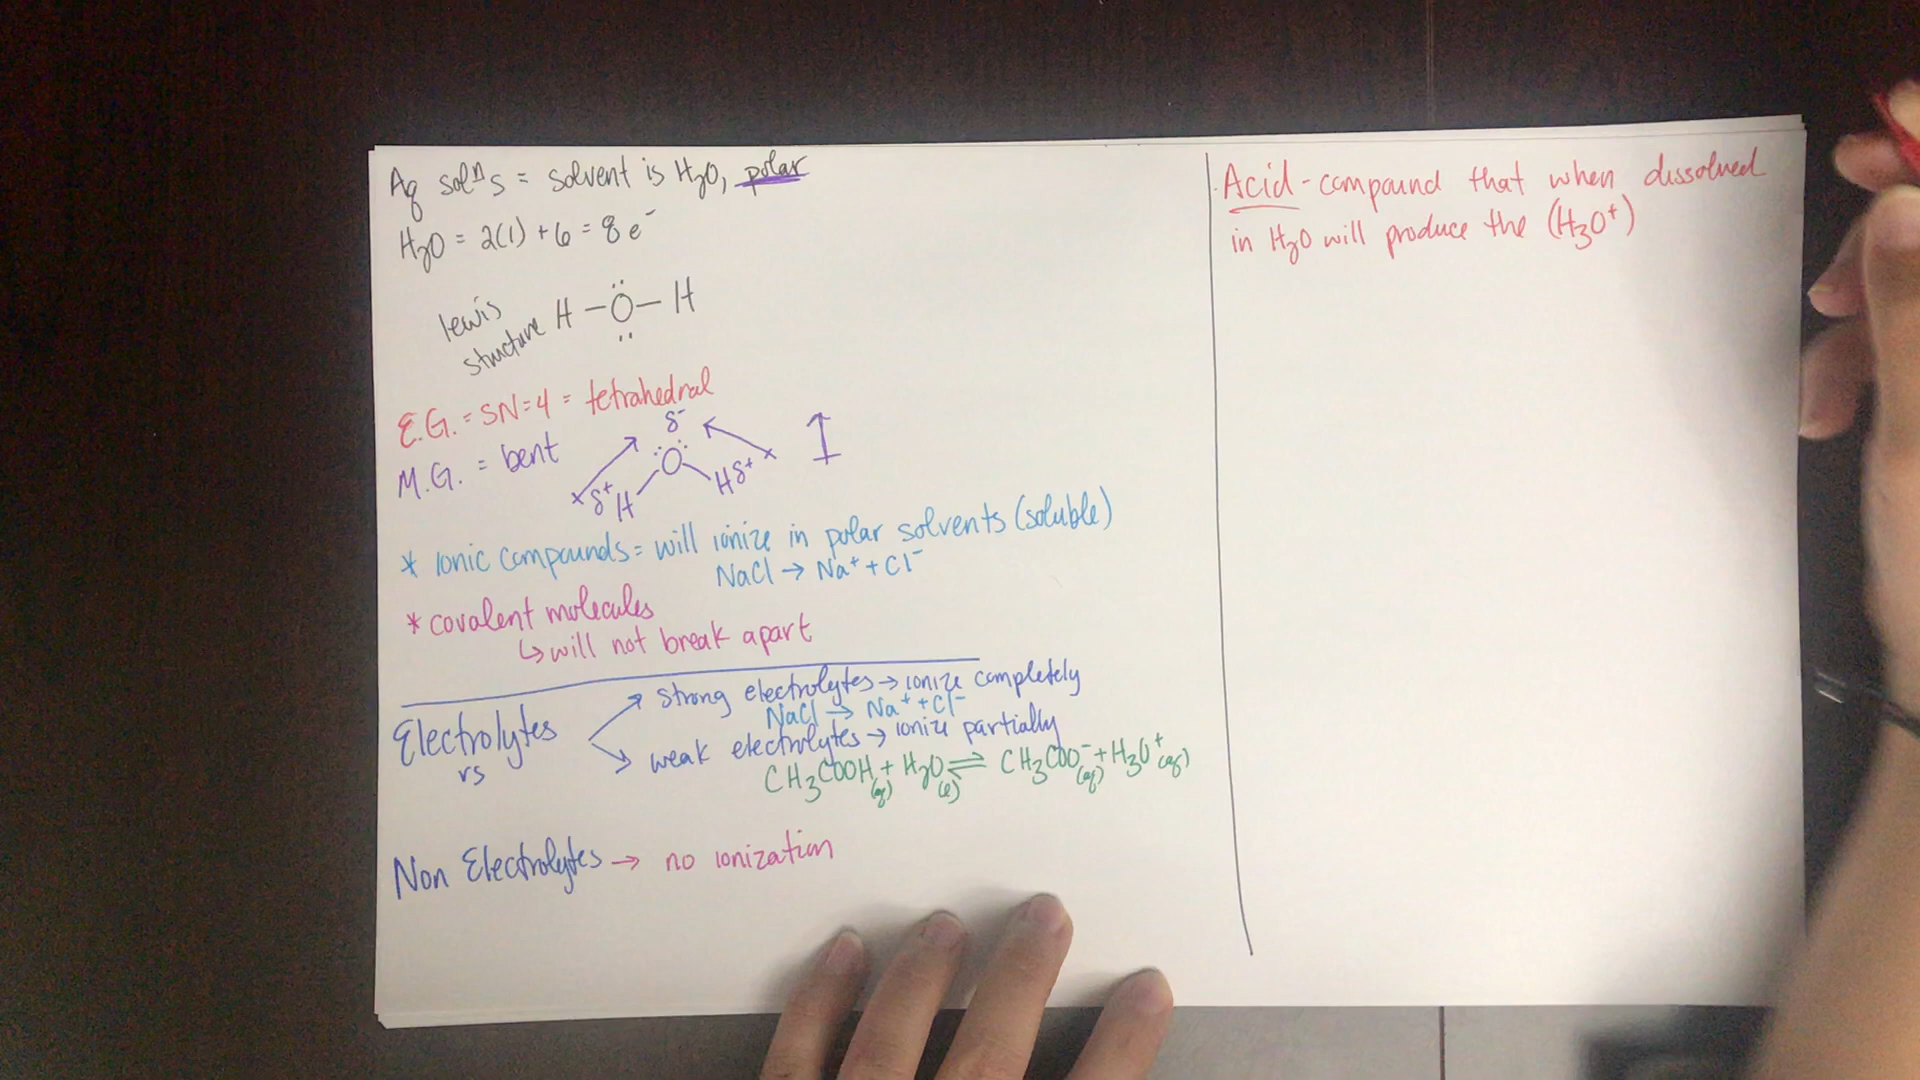 Aq solⁿs = solvent is H₂O, polar
H₂O = 2(1) + 6 = 8 e⁻
lewis
structure H – Ö – H
E.G. = SN=4 = tetrahedral
M.G. = bent
δ⁻
O
δ⁺ H
H δ⁺
* Ionic compounds = will ionize in polar solvents (soluble)
NaCl → Na⁺ + Cl⁻
* covalent molecules
↳ will not break apart
strong electrolytes → ionize completely
NaCl → Na⁺ + Cl⁻
Electrolytes
weak electrolytes → ionize partially
vs
CH₃COOH(aq) + H₂O(l) ⇌ CH₃COO⁻(aq) + H₃O⁺(aq)
Non Electrolytes → no ionization
Acid - compound that when dissolved
in H₂O will produce the (H₃O⁺)